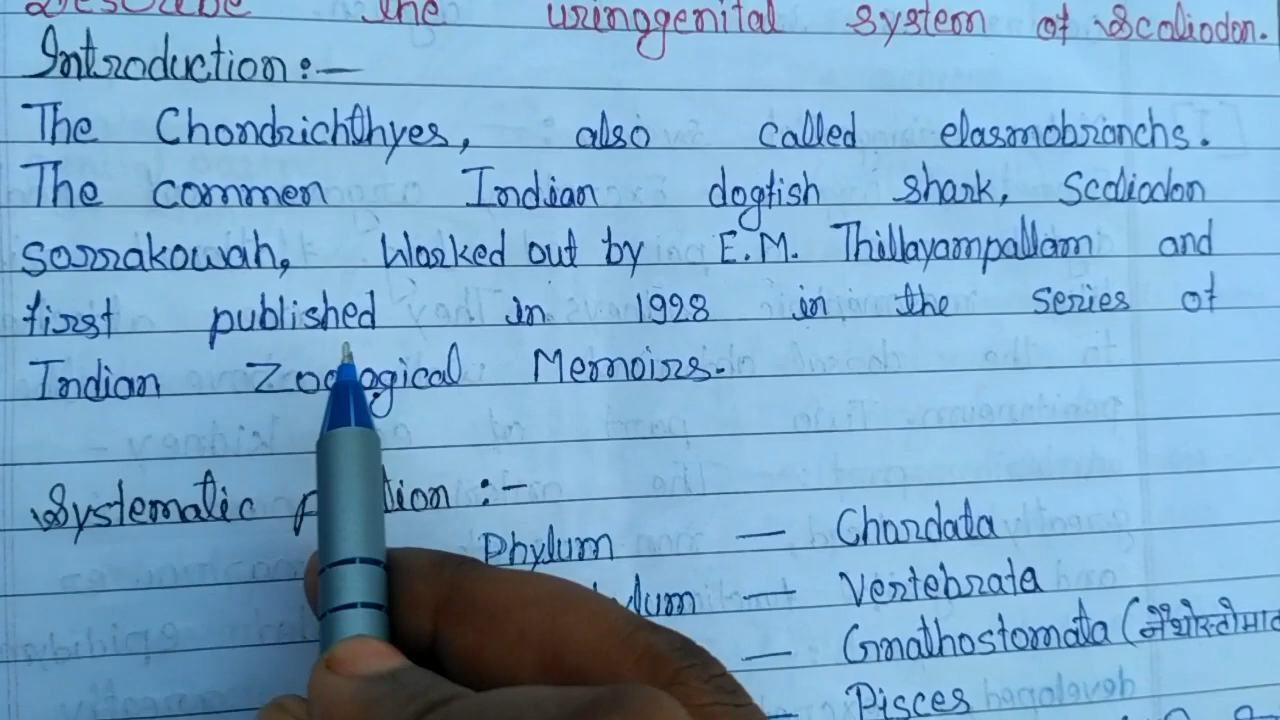 Describe the uringgenital system of Scoliodon.
Introduction :-
The Chondrichthyes, also called elasmobranchs.
The commen Indian dogfish shark, Scoliodon
sorrakowah, Worked out by E.M. Thillayampallam and
first published in 1928 in the series of
Indian Zoological Memoirs.
Systematic :-
Phylum — Chordata
— Vertebrata
— Gnathostomata
Pisces